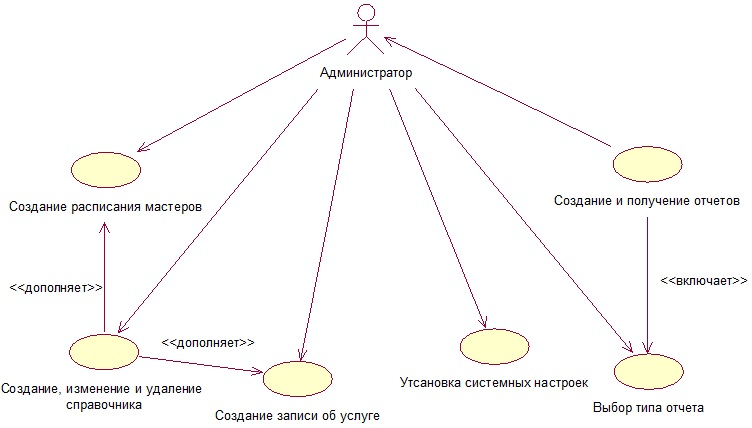 Администратор
Создание расписания мастеров
Создание и получение отчетов
<<дополняет>>
<<включает>>
<<дополняет>>
Создание, изменение и удаление
справочника
Создание записи об услуге
Утсановка системных настроек
Выбор типа отчета